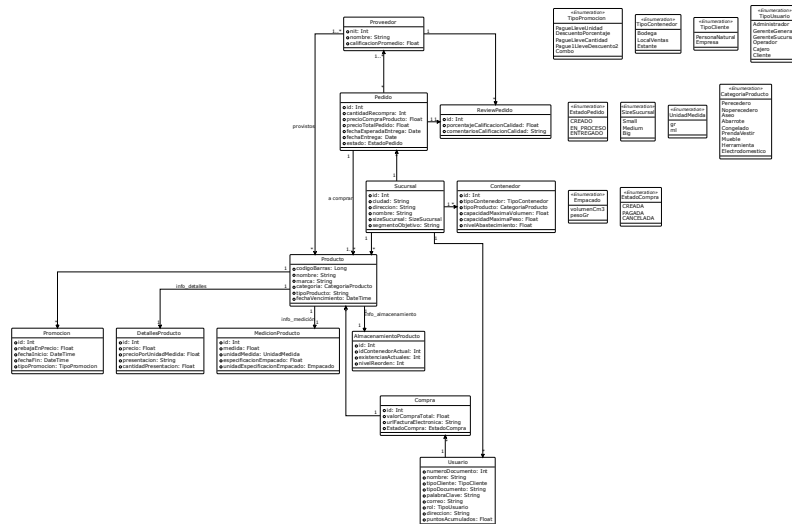 Proveedor
nit: Int
nombre: String
calificacionPromedio: Float
«Enumeration»
TipoPromocion
PagueLleveUnidad
DescuentoPorcentaje
PagueLleveCantidad
Pague1LleveDescuento2
Combo
«Enumeration»
TipoContenedor
Bodega
LocalVentas
Estante
«Enumeration»
TipoCliente
PersonaNatural
Empresa
«Enumeration»
TipoUsuario
Administrador
GerenteGeneral
GerenteSucursal
Operador
Cajero
Cliente
1..*
1
1..*
Pedido
id: Int
cantidadRecompra: Int
precioCompraProducto: Float
precioTotalPedido: Float
fechaEsperadaEntrega: Date
fechaEntrega: Date
estado: EstadoPedido
ReviewPedido
id: Int
porcentajeCalificacionCalidad: Float
comentariosCalificacionCalidad: String
«Enumeration»
EstadoPedido
CREADO
EN_PROCESO
ENTREGADO
«Enumeration»
SizeSucursal
Small
Medium
Big
«Enumeration»
UnidadMedida
gr
ml
«Enumeration»
CategoriaProducto
Perecedero
Noperecedero
Aseo
Abarrote
Congelado
PrendaVestir
Mueble
Herramienta
Electrodomestico
provistos
a comprar
Sucursal
id: Int
ciudad: String
direccion: String
nombre: String
sizeSucursal: SizeSucursal
segmentoObjetivo: String
Contenedor
id: Int
tipoContenedor: TipoContenedor
tipoProducto: CategoriaProducto
capacidadMaximaVolumen: Float
capacidadMaximaPeso: Float
nivelAbastecimiento: Float
«Enumeration»
Empacado
volumenCm3
pesoGr
«Enumeration»
EstadoCompra
CREADA
PAGADA
CANCELADA
Producto
codigoBarras: Long
nombre: String
marca: String
categoria: CategoriaProducto
tipoProducto: String
fechaVencimiento: DateTime
info_detalles
info_medición
info_almacenamiento
Promocion
id: Int
rebajaEnPrecio: Float
fechaInicio: DateTime
fechaFin: DateTime
tipoPromocion: TipoPromocion
DetallesProducto
id: Int
precio: Float
precioPorUnidadMedida: Float
presentacion: String
cantidadPresentacion: Float
MedicionProducto
id: Int
medida: Float
unidadMedida: UnidadMedida
especificacionEmpacado: Float
unidadEspecificacionEmpacado: Empacado
AlmacenamientoProducto
id: Int
idContenedorActual: Int
existenciasActuales: Int
nivelReorden: Int
Compra
id: Int
valorCompraTotal: Float
urlFacturaElectronica: String
EstadoCompra: EstadoCompra
Usuario
numeroDocumento: Int
nombre: String
tipoCliente: TipoCliente
tipoDocumento: String
palabraClave: String
correo: String
rol: TipoUsuario
direccion: String
puntosAcumulados: Float